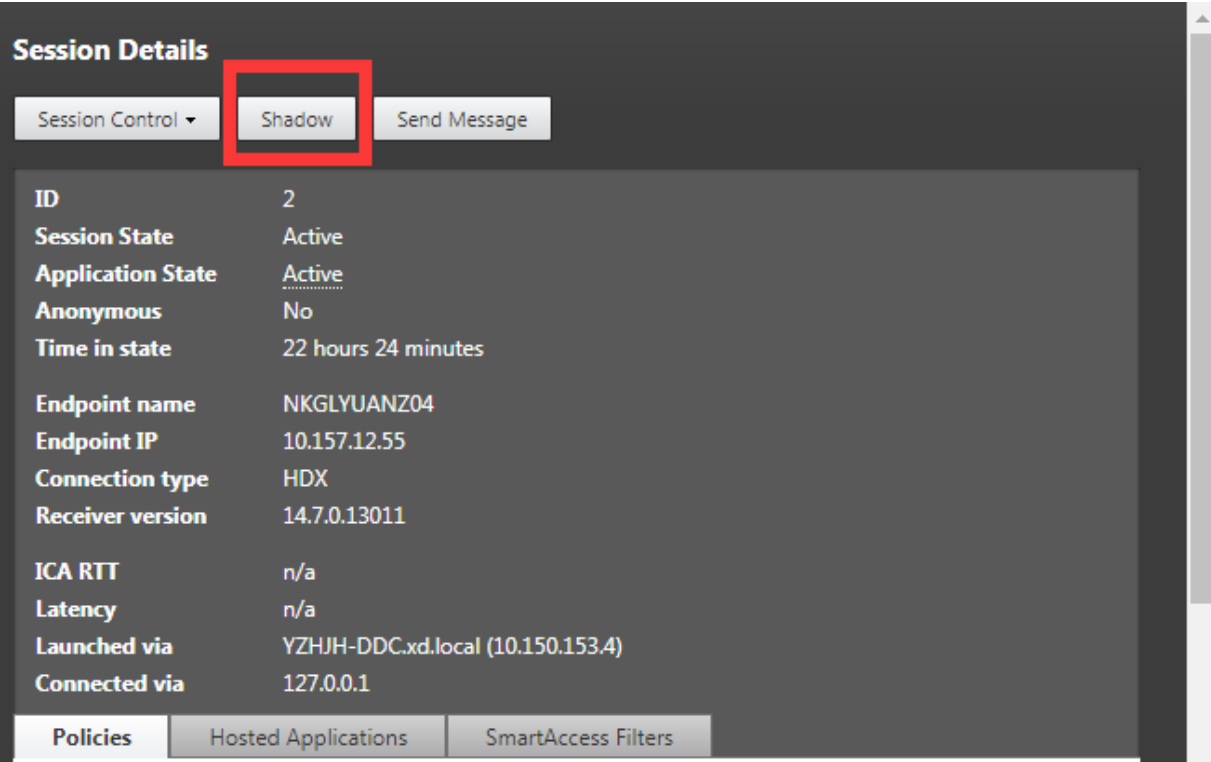 Session Details
Session Control Shadow Send Message
ID 2
Session State Active
Application State Active
Anonymous No
Time in state 22 hours 24 minutes
Endpoint name NKGLYUANZ04
Endpoint IP 10.157.12.55
Connection type HDX
Receiver version 14.7.0.13011
ICA RTT n/a
Latency n/a
Launched via YZHJH-DDC.xd.local (10.150.153.4)
Connected via 127.0.0.1
Policies Hosted Applications SmartAccess Filters